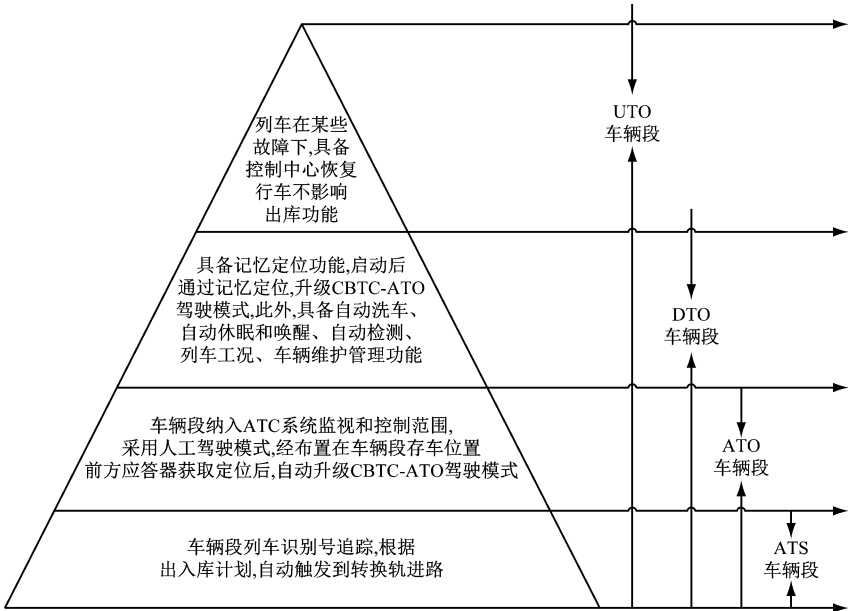 列车在某些
故障下,具备
控制中心恢复
行车不影响
出库功能
UTO
车辆段
具备记忆定位功能,启动后
通过记忆定位,升级CBTC-ATO
驾驶模式,此外,具备自动洗车、
自动休眠和唤醒、自动检测、
列车工况、车辆维护管理功能
DTO
车辆段
车辆段纳入ATC系统监视和控制范围,
采用人工驾驶模式,经布置在车辆段存车位置
前方应答器获取定位后,自动升级CBTC-ATO驾驶模式
ATO
车辆段
车辆段列车识别号追踪,根据
出入库计划,自动触发到转换轨进路
ATS
车辆段